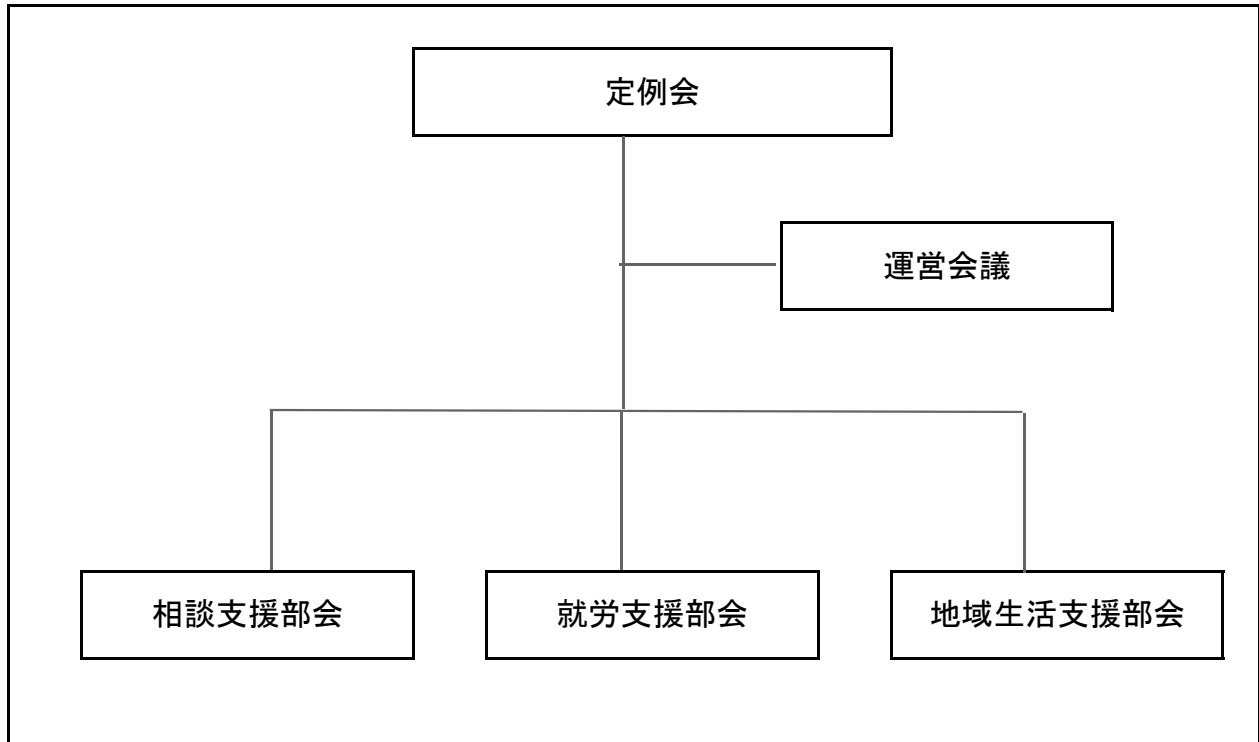 定例会
運営会議
相談支援部会
就労支援部会
地域生活支援部会